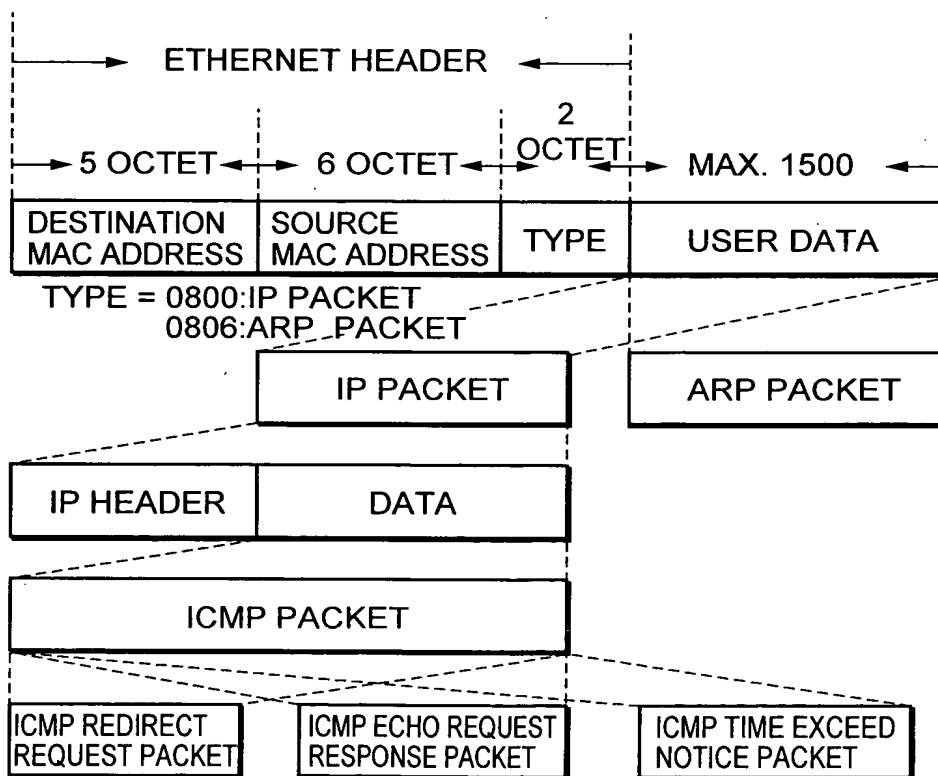 ETHERNET HEADER
2
OCTET
5 OCTET
6 OCTET
MAX. 1500
DESTINATION
MAC ADDRESS
SOURCE
MAC ADDRESS
TYPE
USER DATA
TYPE = 0800:IP PACKET
0806:ARP PACKET
IP PACKET
ARP PACKET
IP HEADER
DATA
ICMP PACKET
ICMP REDIRECT
REQUEST PACKET
ICMP ECHO REQUEST
RESPONSE PACKET
ICMP TIME EXCEED
NOTICE PACKET